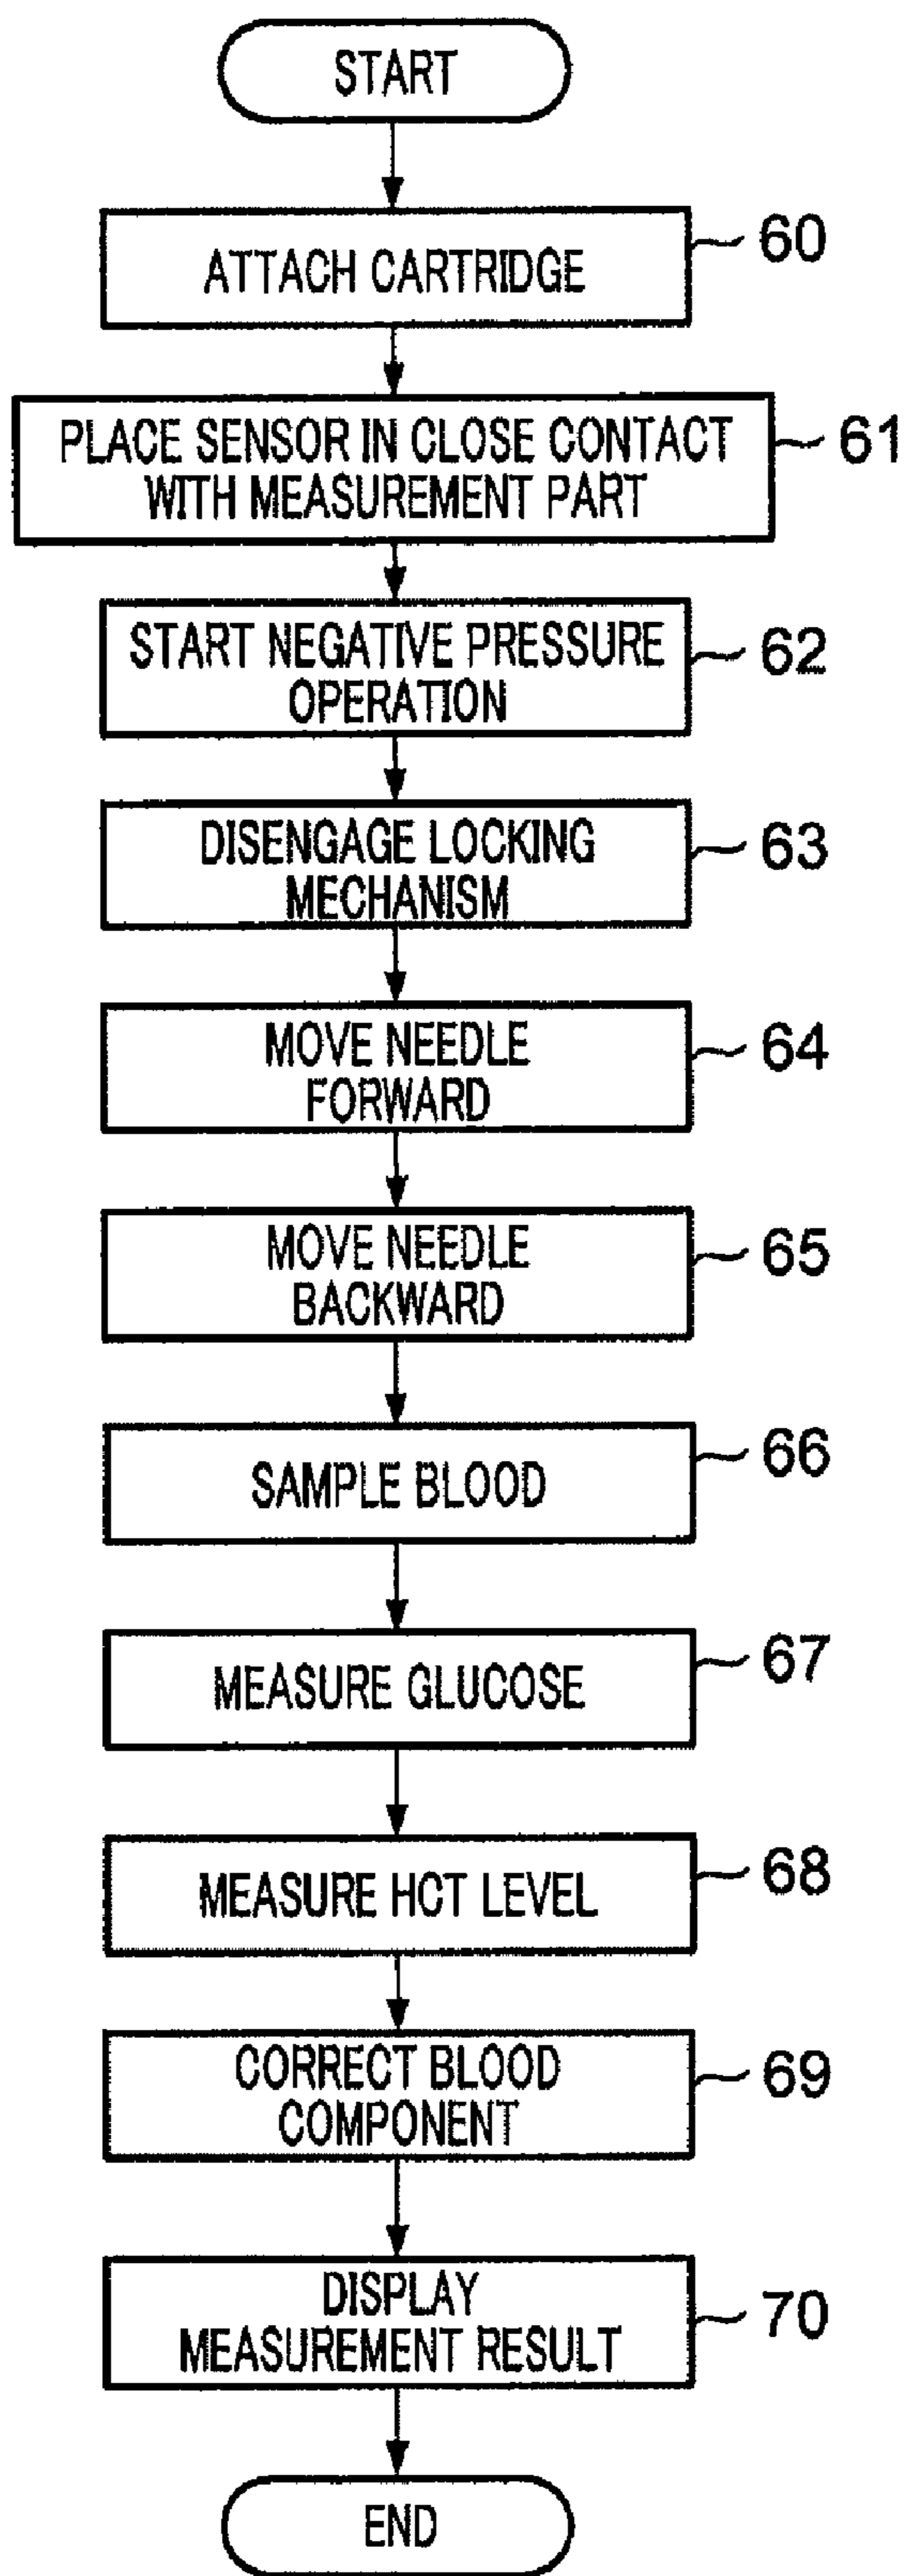 START
ATTACH CARTRIDGE
60
PLACE SENSOR IN CLOSE CONTACT
WITH MEASUREMENT PART
61
START NEGATIVE PRESSURE
OPERATION
62
DISENGAGE LOCKING
MECHANISM
63
MOVE NEEDLE
FORWARD
64
MOVE NEEDLE
BACKWARD
65
SAMPLE BLOOD
66
MEASURE GLUCOSE
67
MEASURE HCT LEVEL
68
CORRECT BLOOD
COMPONENT
69
DISPLAY
MEASUREMENT RESULT
70
END